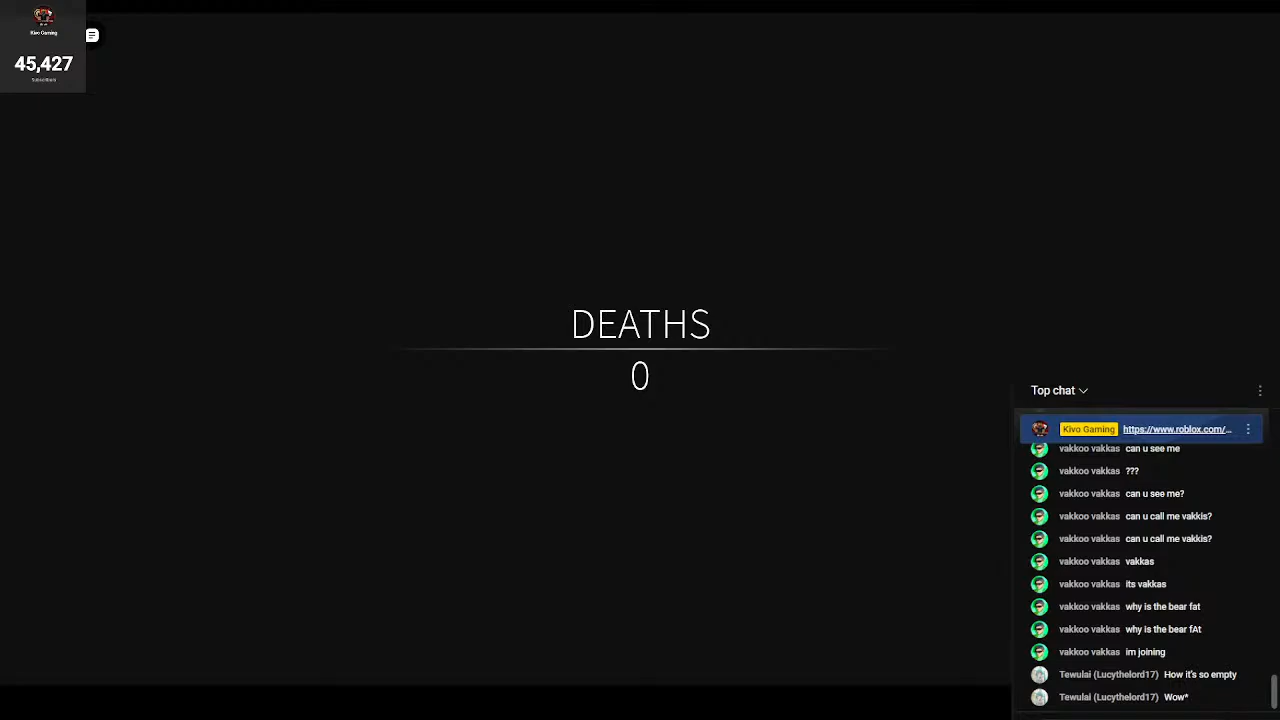 Kivo Gaming
45,427
Subscribers
DEATHS
0
Top chat
Kivo Gaming https://www.roblox.com/...
vakkoo vakkas can u see me
vakkoo vakkas ???
vakkoo vakkas can u see me?
vakkoo vakkas can u call me vakkis?
vakkoo vakkas can u call me vakkis?
vakkoo vakkas vakkas
vakkoo vakkas its vakkas
vakkoo vakkas why is the bear fat
vakkoo vakkas why is the bear fAt
vakkoo vakkas im joining
Tewulai (Lucythelord17) How it's so empty
Tewulai (Lucythelord17) Wow*